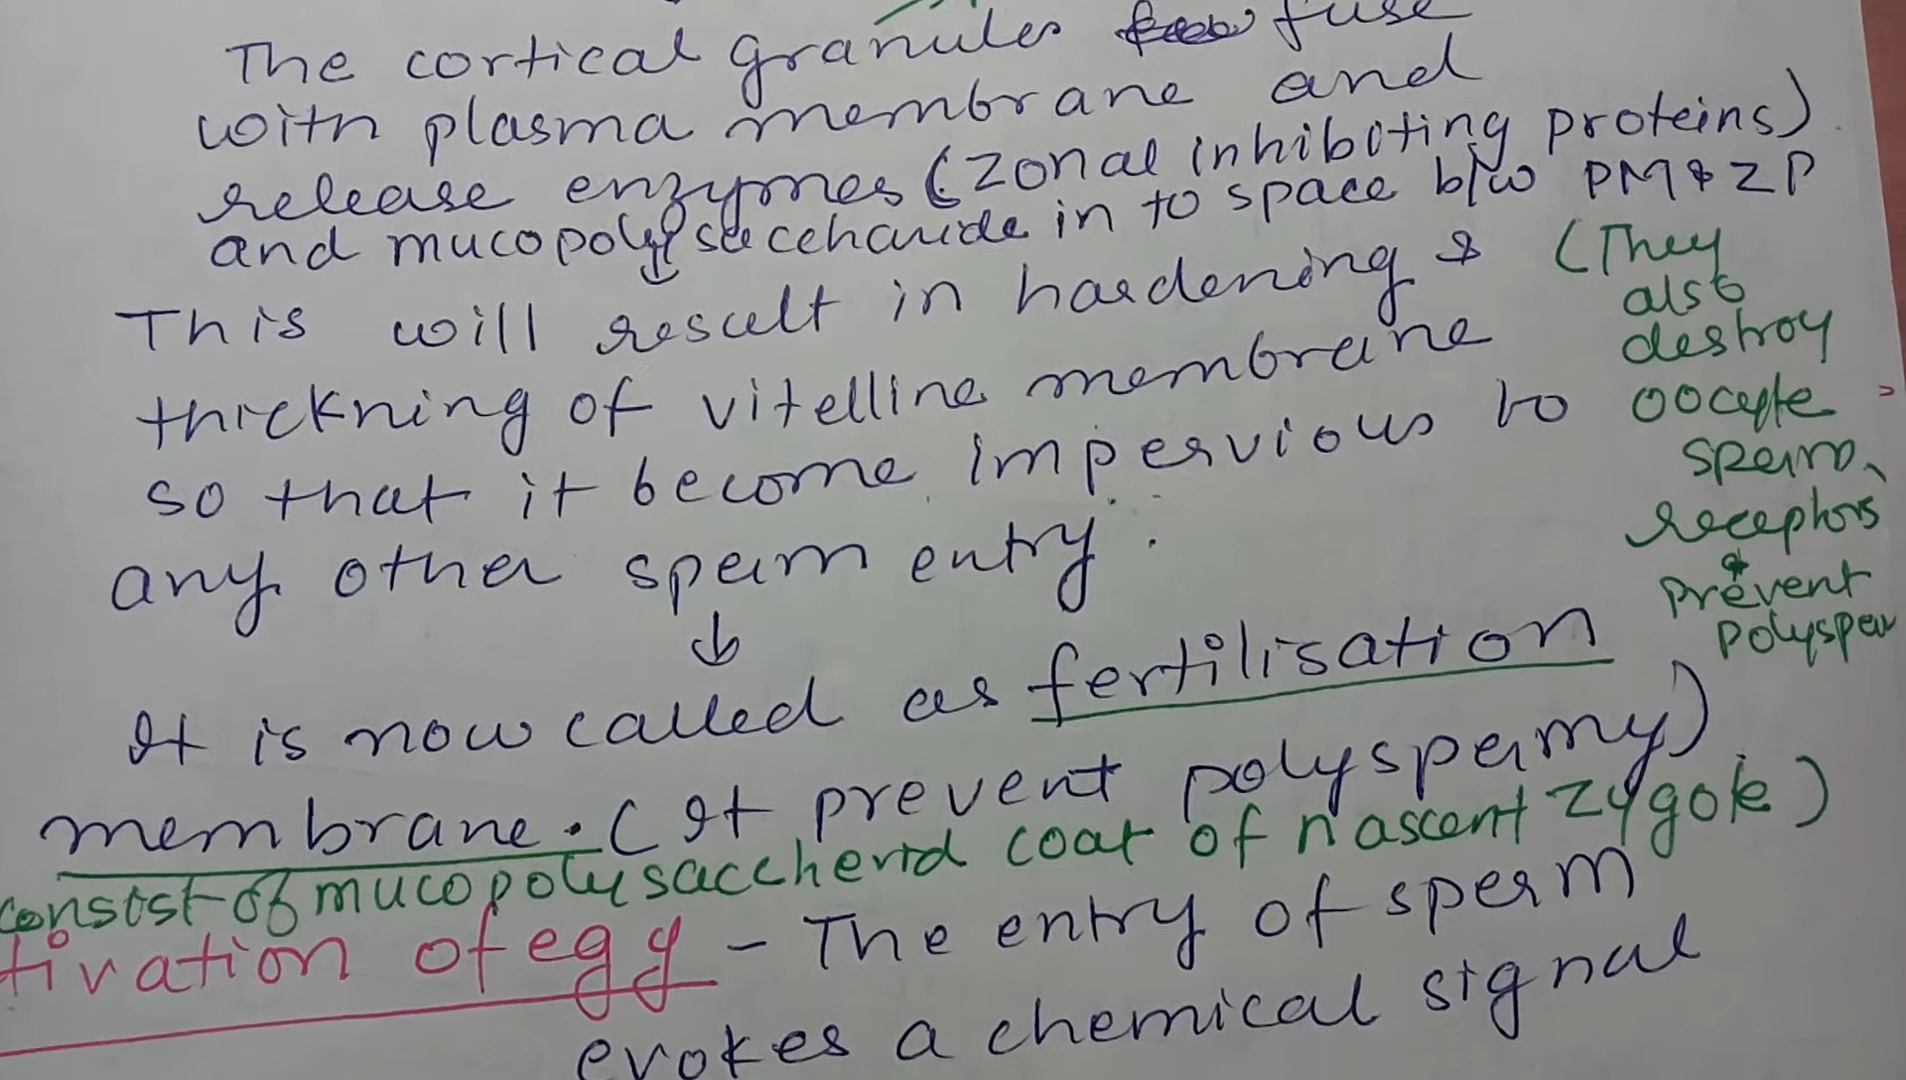 The cortical granules fuse
with plasma membrane and
release enzymes (zonal inhibiting proteins)
and mucopolysaccharide in to space b/w PM & ZP
↓
This will result in hardening &
thickning of vitelline membrane
so that it become impervious to
any other sperm entry.
(They
also
destroy
oocyte
sperm
receptors
&
prevent
polysper
↓
It is now called as fertilisation
membrane. (It prevent polyspermy)
consist of mucopolysaccherid coat of nascent zygote)
tivation of egg - The entry of sperm
evokes a chemical signal